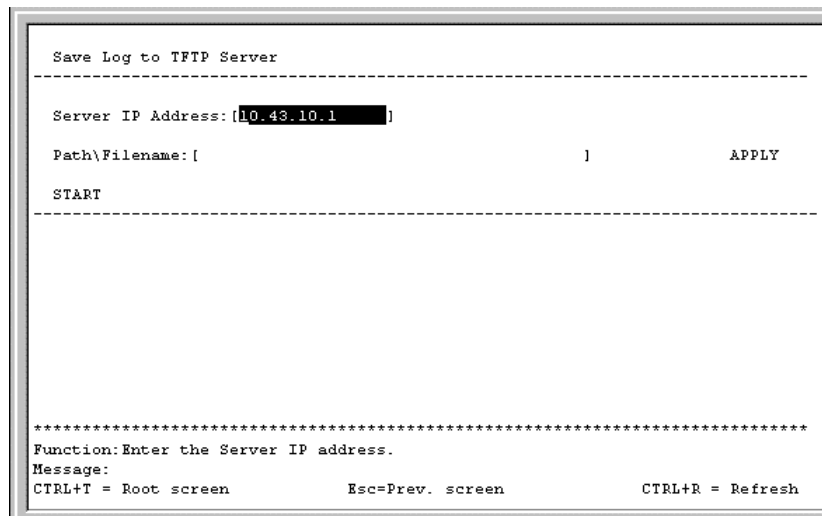 Save Log to TFTP Server
--------------------------------------------------------------------------------
Server IP Address:[10.43.10.1      ]
Path\Filename:[                                        ]               APPLY
START
--------------------------------------------------------------------------------
********************************************************************************
Function:Enter the Server IP address.
Message:
CTRL+T = Root screen            Esc=Prev. screen              CTRL+R = Refresh